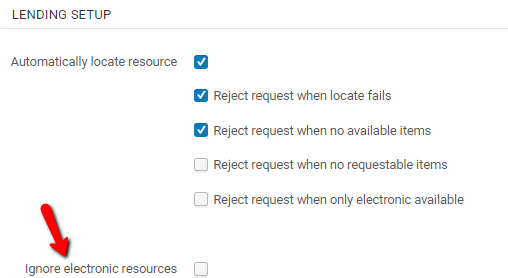 LENDING SETUP
Automatically locate resource
Reject request when locate fails
Reject request when no available items
Reject request when no requestable items
Reject request when only electronic available
Ignore electronic resources